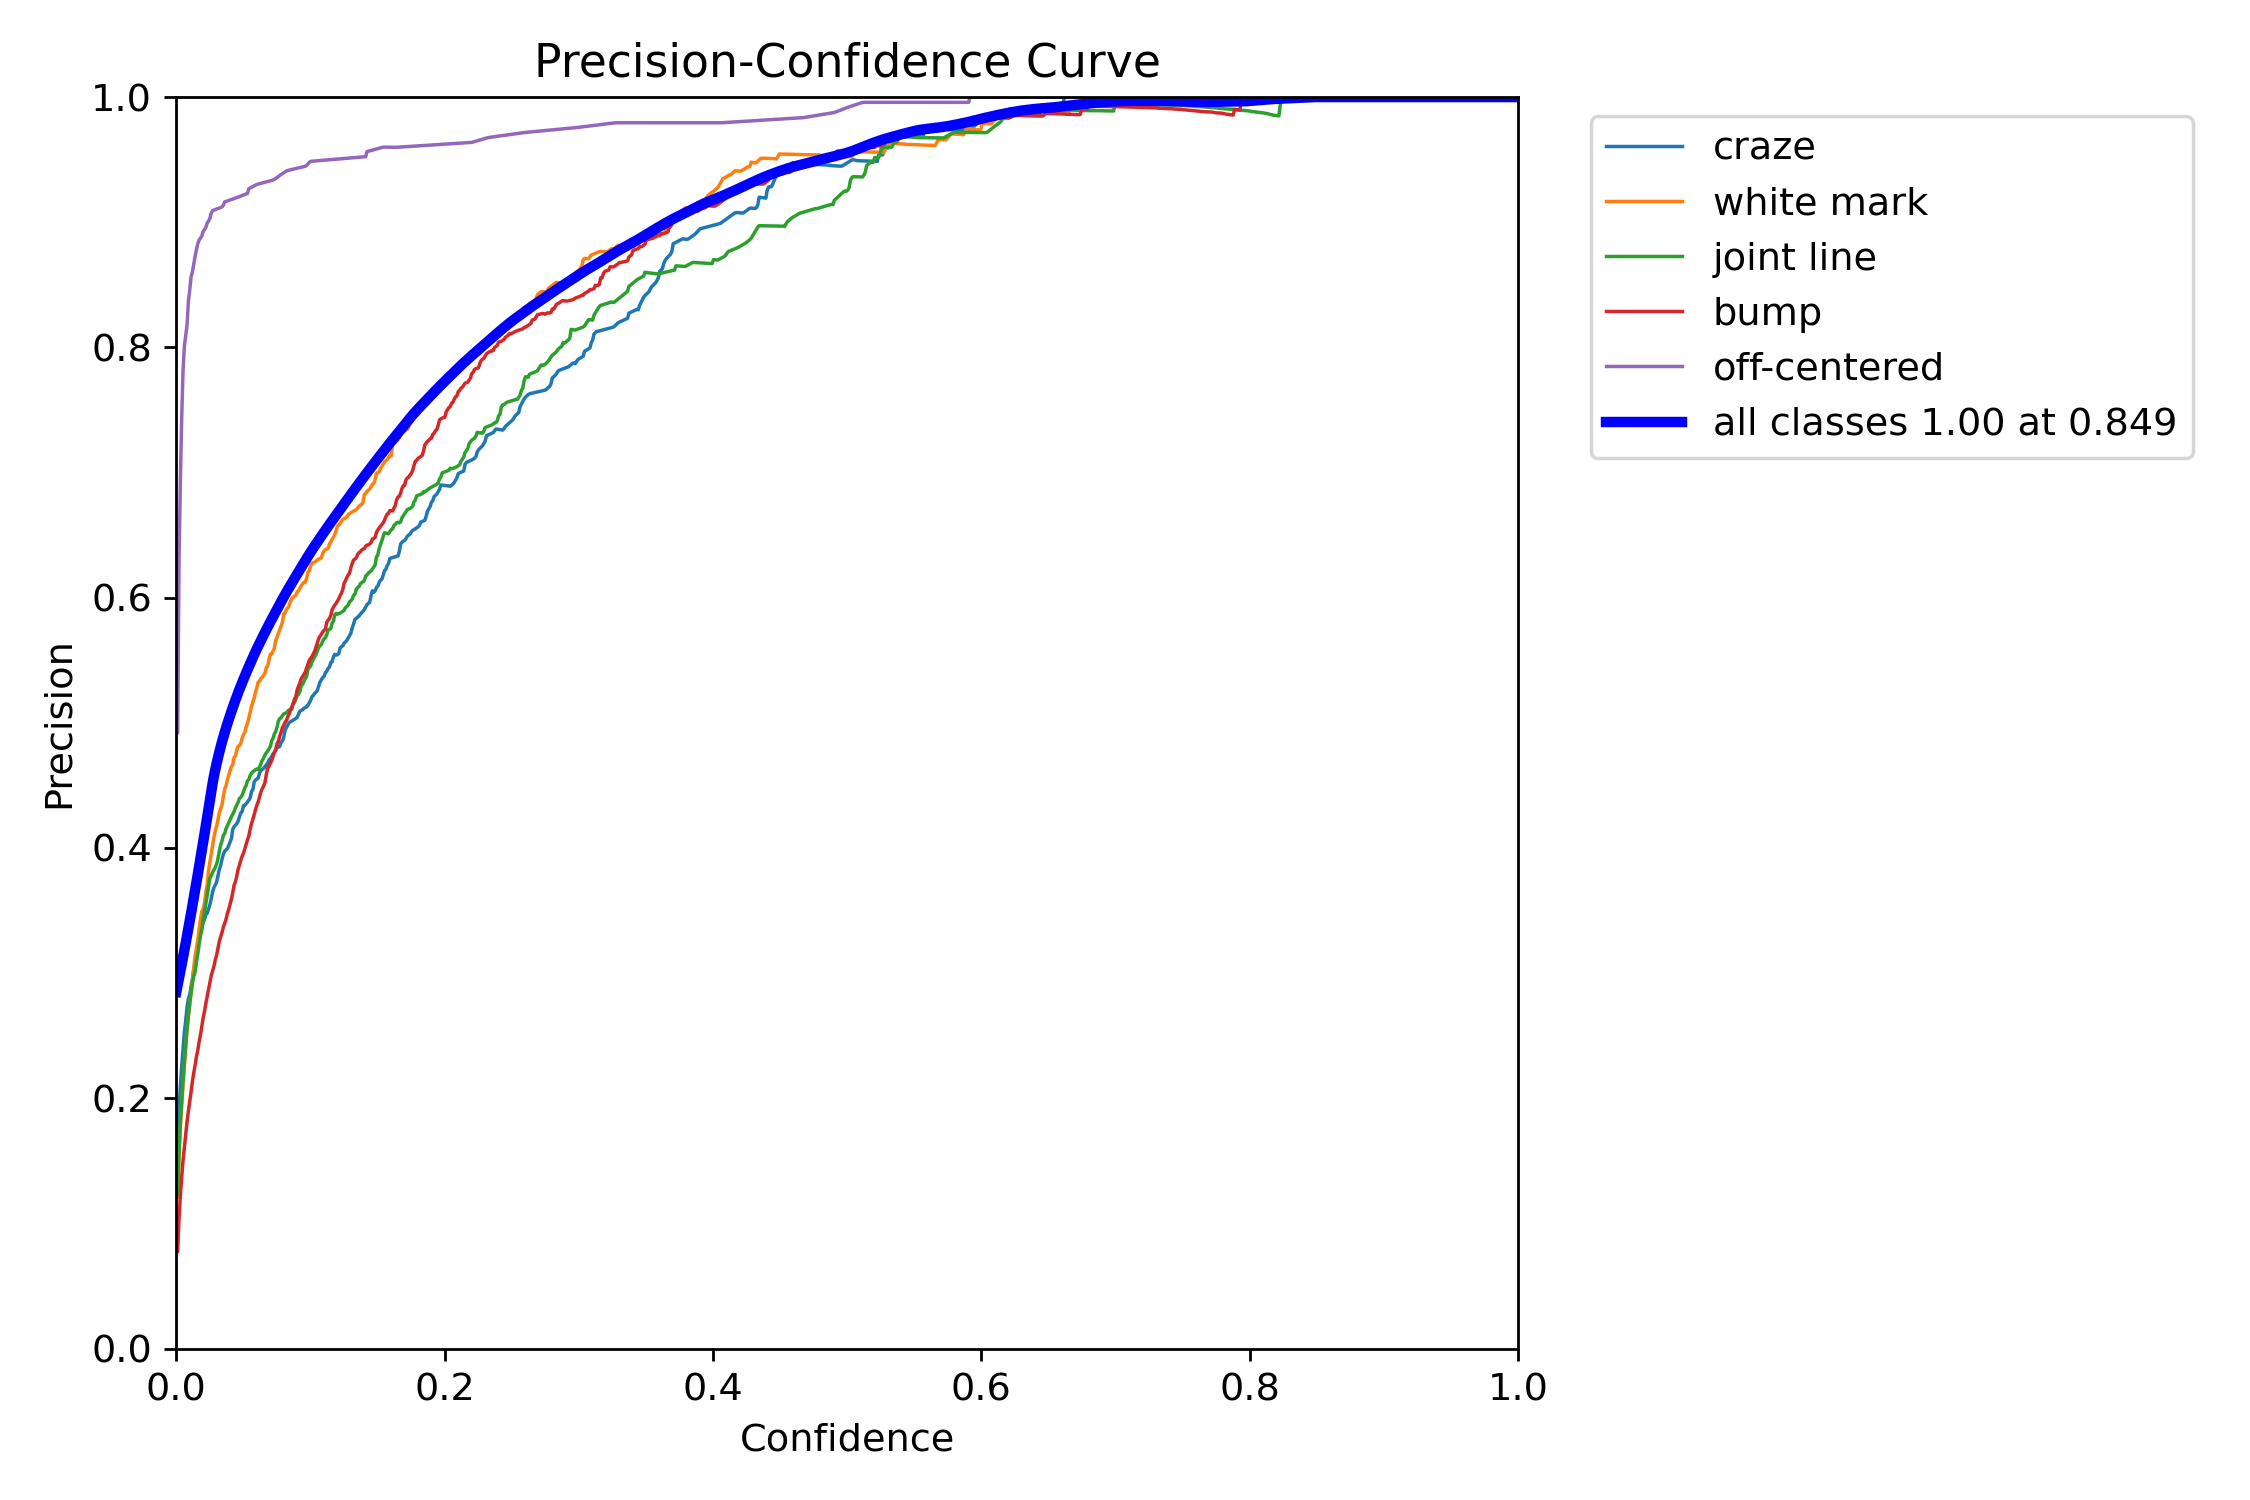 Precision-Confidence Curve
1.0
0.8
0.6
0.4
0.2
0.0
Precision
0.0 0.2 0.4 0.6 0.8 1.0
Confidence
craze
white mark
joint line
bump
off-centered
all classes 1.00 at 0.849